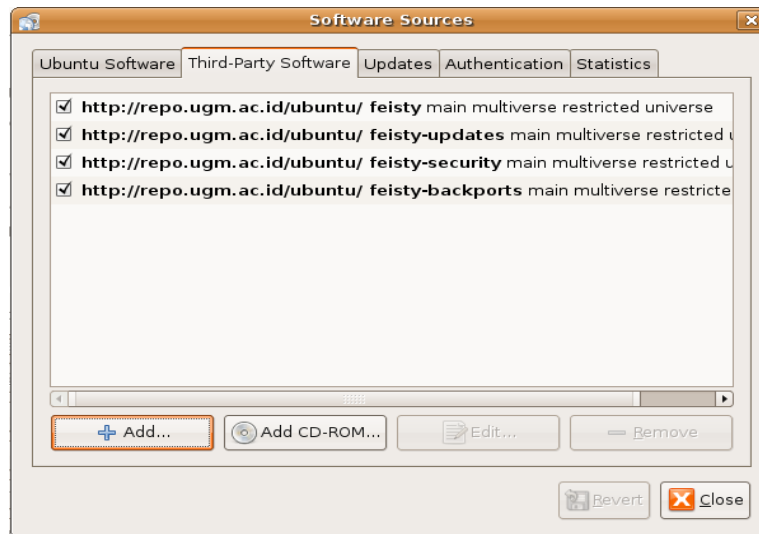 Software Sources
Ubuntu Software Third-Party Software Updates Authentication Statistics
http://repo.ugm.ac.id/ubuntu/ feisty main multiverse restricted universe
http://repo.ugm.ac.id/ubuntu/ feisty-updates main multiverse restricted
http://repo.ugm.ac.id/ubuntu/ feisty-security main multiverse restricted
http://repo.ugm.ac.id/ubuntu/ feisty-backports main multiverse restricte
Add... Add CD-ROM... Edit... Remove
Revert Close